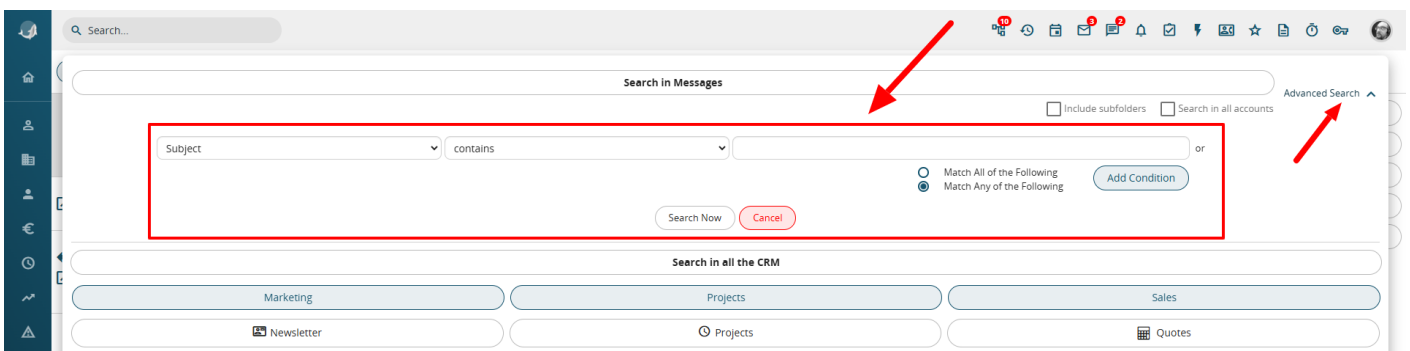 Search...
10
3
2
Search in Messages
Advanced Search
Include subfolders
Search in all accounts
Subject
contains
or
Match All of the Following
Match Any of the Following
Add Condition
Search Now
Cancel
Search in all the CRM
Marketing
Projects
Sales
Newsletter
Projects
Quotes